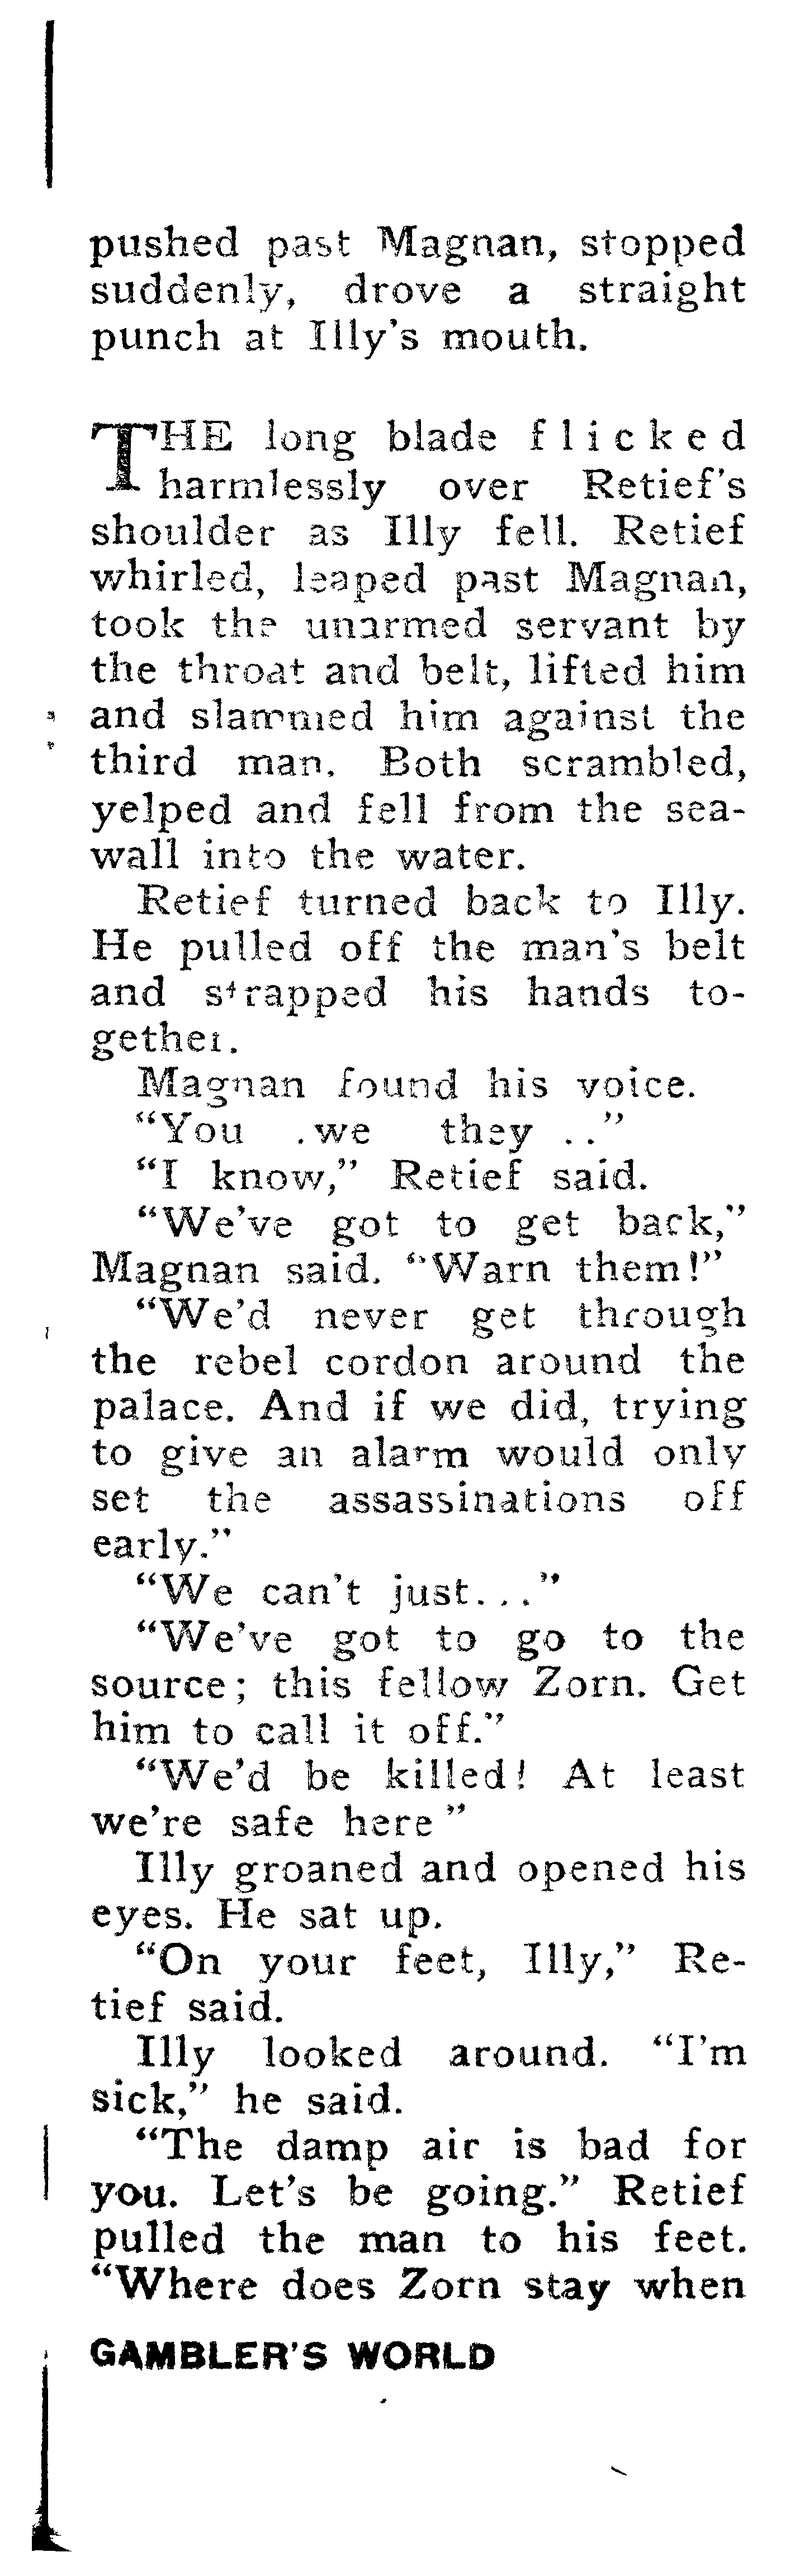 pushed past Magnan, stopped
suddenly, drove a straight
punch at Illy's mouth.
THE long blade flicked
harmlessly over Retief's
shoulder as Illy fell. Retief
whirled, leaped past Magnan,
took the unarmed servant by
the throat and belt, lifted him
and slammed him against the
third man. Both scrambled,
yelped and fell from the sea-
wall into the water.
Retief turned back to Illy.
He pulled off the man's belt
and strapped his hands to-
gether.
Magnan found his voice.
“You .we they ..”
“I know,” Retief said.
“We've got to get back,”
Magnan said. “Warn them!”
“We'd never get through
the rebel cordon around the
palace. And if we did, trying
to give an alarm would only
set the assassinations off
early.”
“We can't just...”
“We've got to go to the
source; this fellow Zorn. Get
him to call it off.”
“We'd be killed! At least
we're safe here”
Illy groaned and opened his
eyes. He sat up.
“On your feet, Illy,” Re-
tief said.
Illy looked around. “I'm
sick,” he said.
“The damp air is bad for
you. Let's be going.” Retief
pulled the man to his feet.
“Where does Zorn stay when
GAMBLER'S WORLD